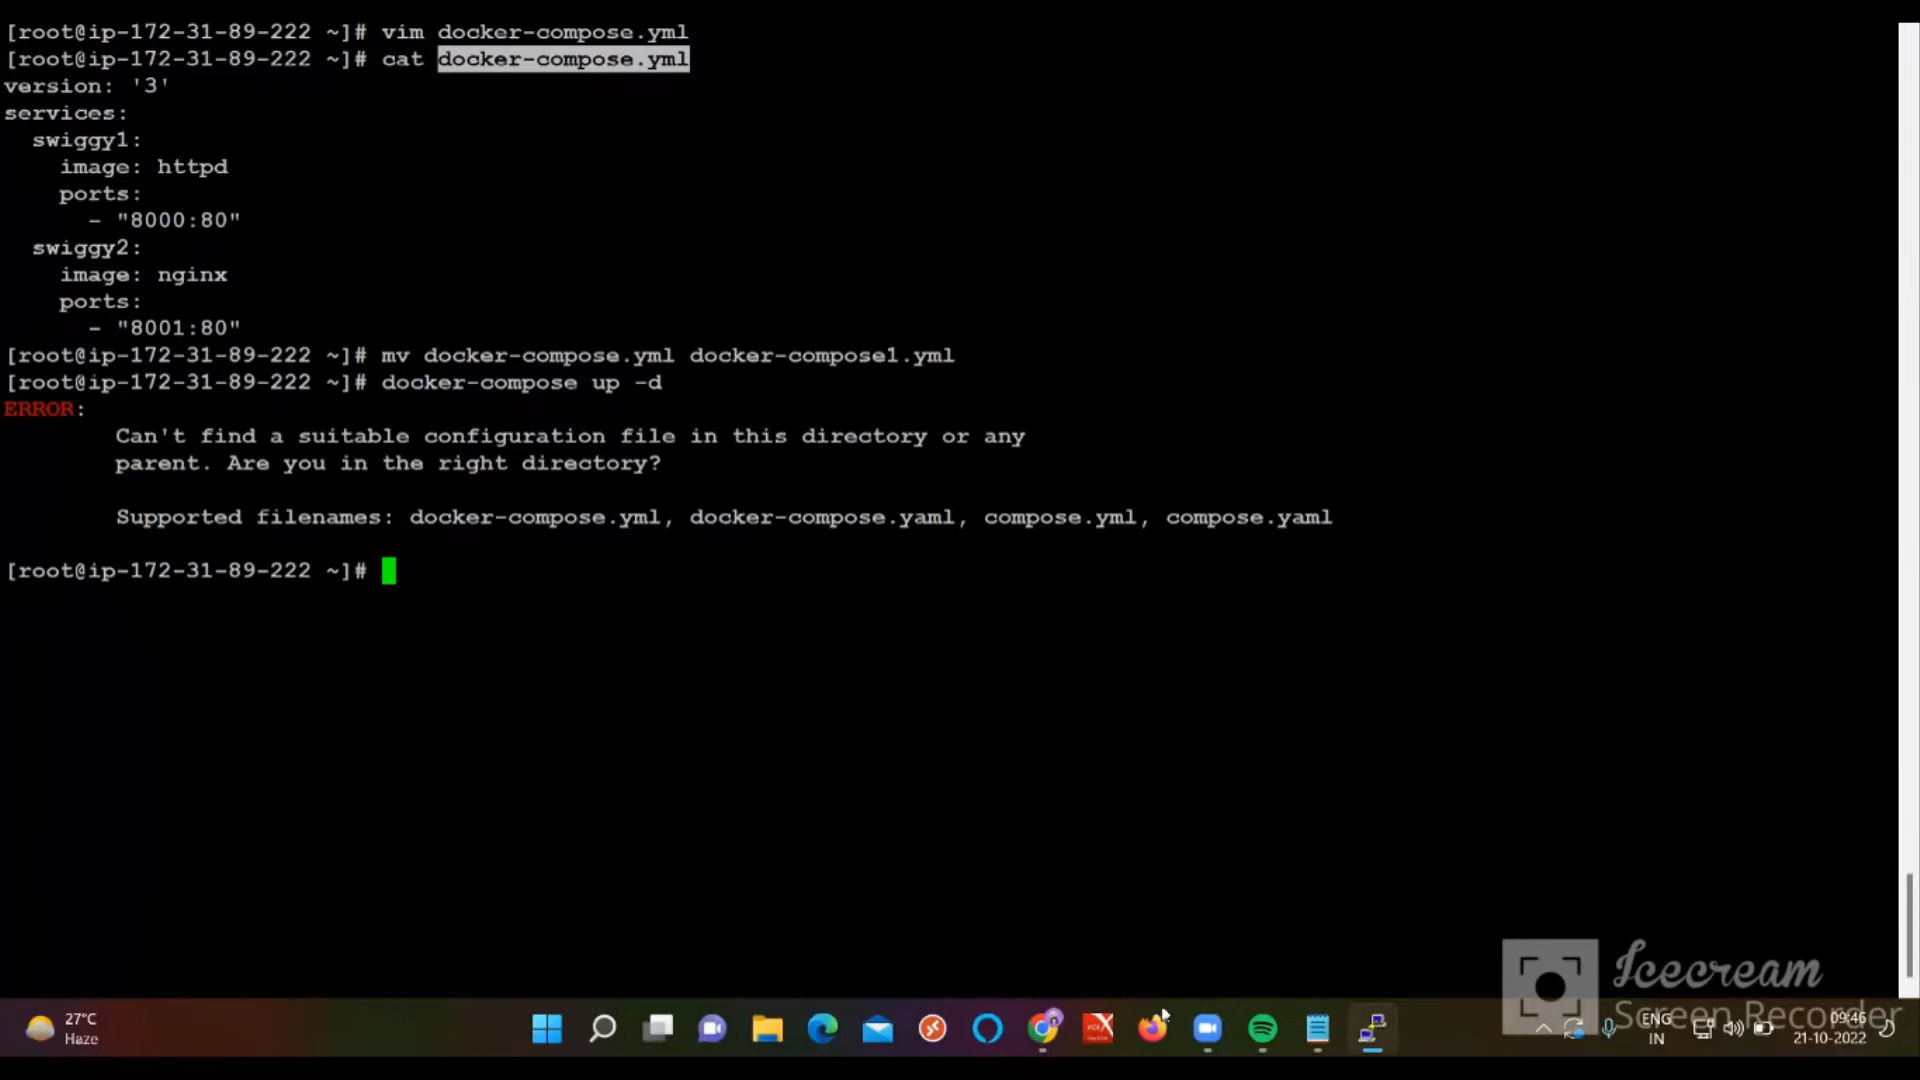 [root@ip-172-31-89-222 ~]# vim docker-compose.yml
[root@ip-172-31-89-222 ~]# cat docker-compose.yml
version: '3'
services:
  swiggy1:
    image: httpd
    ports:
      - "8000:80"
  swiggy2:
    image: nginx
    ports:
      - "8001:80"
[root@ip-172-31-89-222 ~]# mv docker-compose.yml docker-compose1.yml
[root@ip-172-31-89-222 ~]# docker-compose up -d
ERROR:
        Can't find a suitable configuration file in this directory or any
        parent. Are you in the right directory?
        Supported filenames: docker-compose.yml, docker-compose.yaml, compose.yml, compose.yaml
[root@ip-172-31-89-222 ~]#
Icecream
Screen Recorder
27°C
Haze
ENG
IN
09:46
21-10-2022